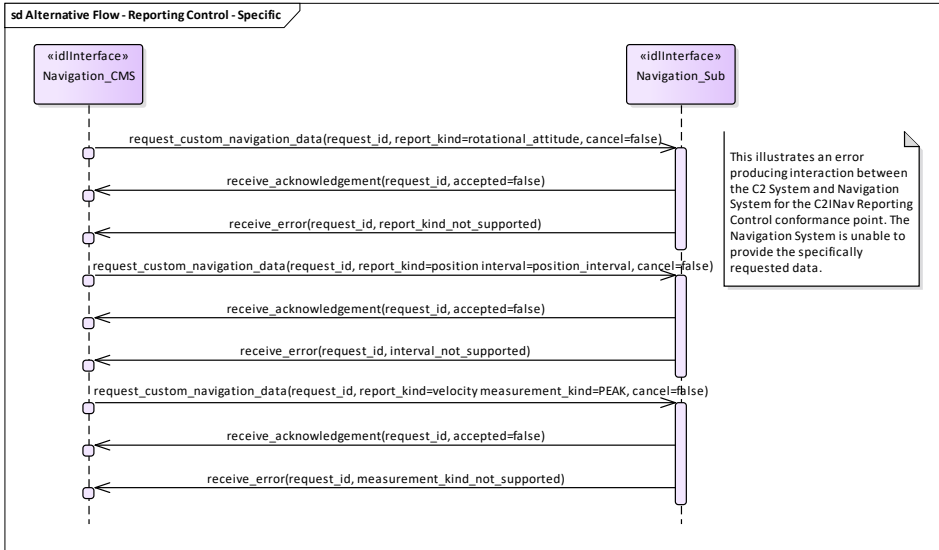 sd Alternative Flow - Reporting Control - Specific
«idlInterface»
Navigation_CMS
«idlInterface»
Navigation_Sub
request_custom_navigation_data(request_id, report_kind=rotational_attitude, cancel=false)
receive_acknowledgement(request_id, accepted=false)
receive_error(request_id, report_kind_not_supported)
request_custom_navigation_data(request_id, report_kind=position interval=position_interval, cancel=false)
receive_acknowledgement(request_id, accepted=false)
receive_error(request_id, interval_not_supported)
request_custom_navigation_data(request_id, report_kind=velocity measurement_kind=PEAK, cancel=false)
receive_acknowledgement(request_id, accepted=false)
receive_error(request_id, measurement_kind_not_supported)
This illustrates an error
producing interaction between
the C2 System and Navigation
System for the C2INav Reporting
Control conformance point. The
Navigation System is unable to
provide the specifically
requested data.